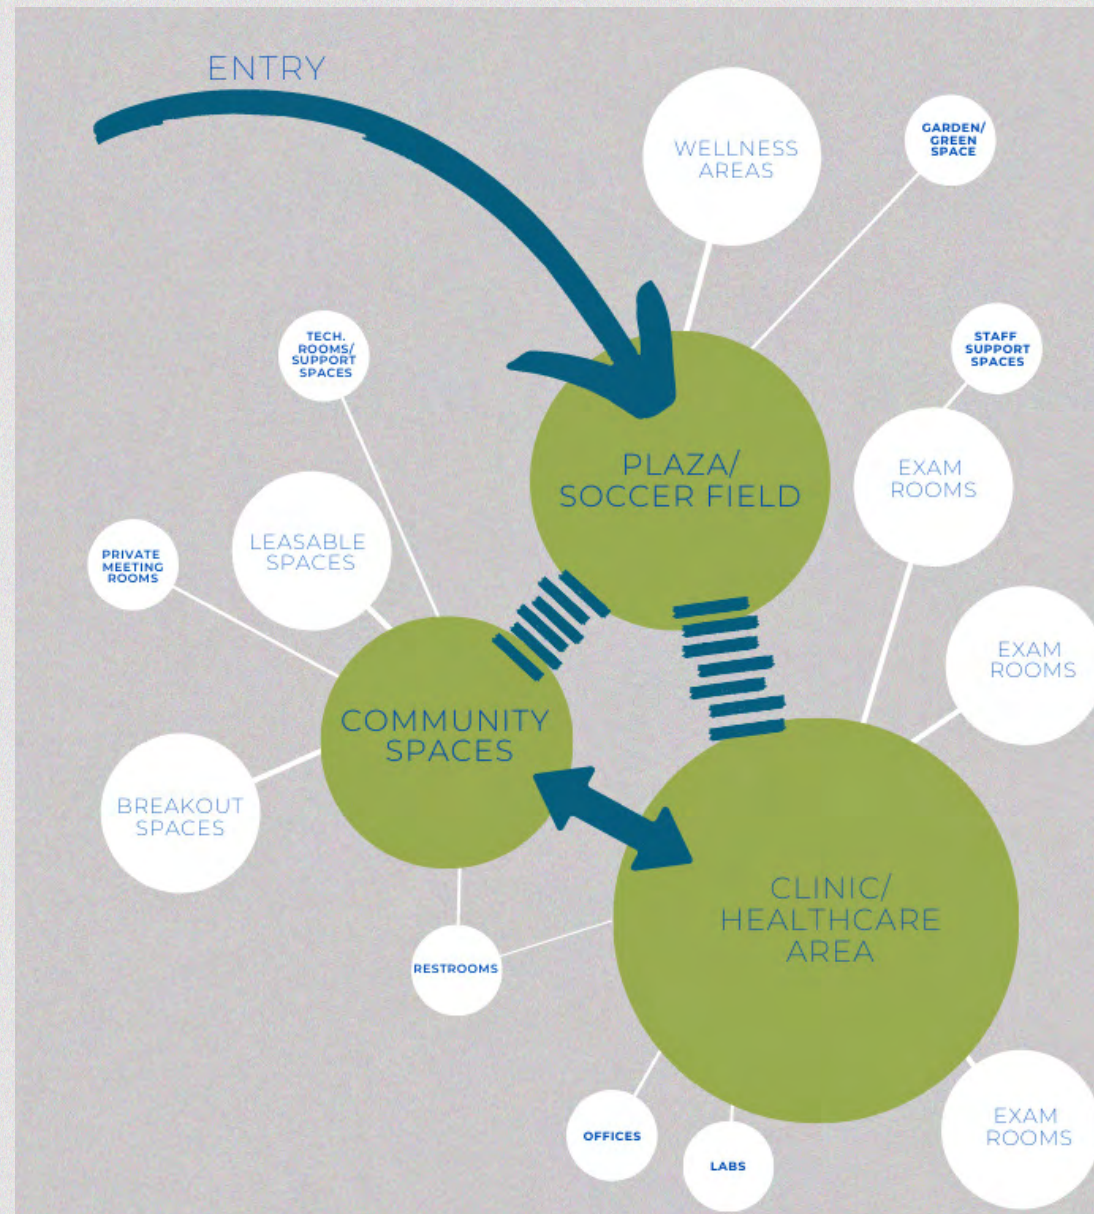 ENTRY
WELLNESS
AREAS
GARDEN/
GREEN
SPACE
TECH.
ROOMS/
SUPPORT
SPACES
STAFF
SUPPORT
SPACES
PLAZA/
SOCCER FIELD
EXAM
ROOMS
LEASABLE
SPACES
PRIVATE
MEETING
ROOMS
EXAM
ROOMS
COMMUNITY
SPACES
BREAKOUT
SPACES
CLINIC/
HEALTHCARE
AREA
RESTROOMS
OFFICES
LABS
EXAM
ROOMS